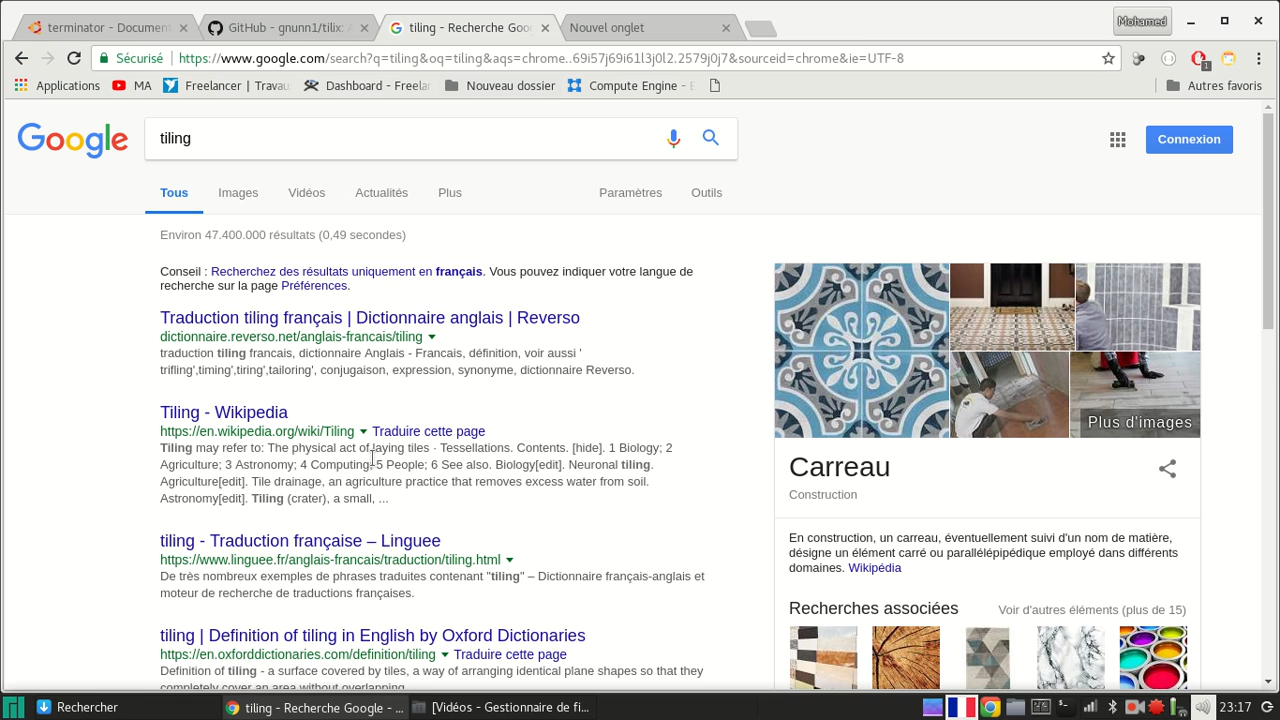 terminator - Document
GitHub - gnunn1/tilix:
tiling - Recherche Goo
Nouvel onglet
Mohamed
Sécurisé
https://www.google.com/search?q=tiling&oq=tiling&aqs=chrome..69i57j69i61l3j0l2.2579j0j7&sourceid=chrome&ie=UTF-8
1
Applications
MA
Freelancer | Travau
Dashboard - Freelan
Nouveau dossier
Compute Engine - E
Autres favoris
Google
tiling
Connexion
Tous Images Vidéos Actualités Plus Paramètres Outils
Environ 47.400.000 résultats (0,49 secondes)
Conseil : Recherchez des résultats uniquement en français. Vous pouvez indiquer votre langue de
recherche sur la page Préférences.
Traduction tiling français | Dictionnaire anglais | Reverso
dictionnaire.reverso.net/anglais-francais/tiling
traduction tiling francais, dictionnaire Anglais - Francais, définition, voir aussi '
trifling',timing',tiring',tailoring', conjugaison, expression, synonyme, dictionnaire Reverso.
Tiling - Wikipedia
https://en.wikipedia.org/wiki/Tiling Traduire cette page
Tiling may refer to: The physical act of laying tiles · Tessellations. Contents. [hide]. 1 Biology; 2
Agriculture; 3 Astronomy; 4 Computing; 5 People; 6 See also. Biology[edit]. Neuronal tiling.
Agriculture[edit]. Tile drainage, an agriculture practice that removes excess water from soil.
Astronomy[edit]. Tiling (crater), a small, ...
tiling - Traduction française – Linguee
https://www.linguee.fr/anglais-francais/traduction/tiling.html
De très nombreux exemples de phrases traduites contenant "tiling" – Dictionnaire français-anglais et
moteur de recherche de traductions françaises.
tiling | Definition of tiling in English by Oxford Dictionaries
https://en.oxforddictionaries.com/definition/tiling Traduire cette page
Definition of tiling - a surface covered by tiles, a way of arranging identical plane shapes so that they
completely cover an area without overlapping.
Plus d'images
Carreau
Construction
En construction, un carreau, éventuellement suivi d'un nom de matière,
désigne un élément carré ou parallélépipédique employé dans différents
domaines. Wikipédia
Recherches associées
Voir d'autres éléments (plus de 15)
Rechercher
tiling - Recherche Google - ...
[Vidéos - Gestionnaire de fi...
23:17